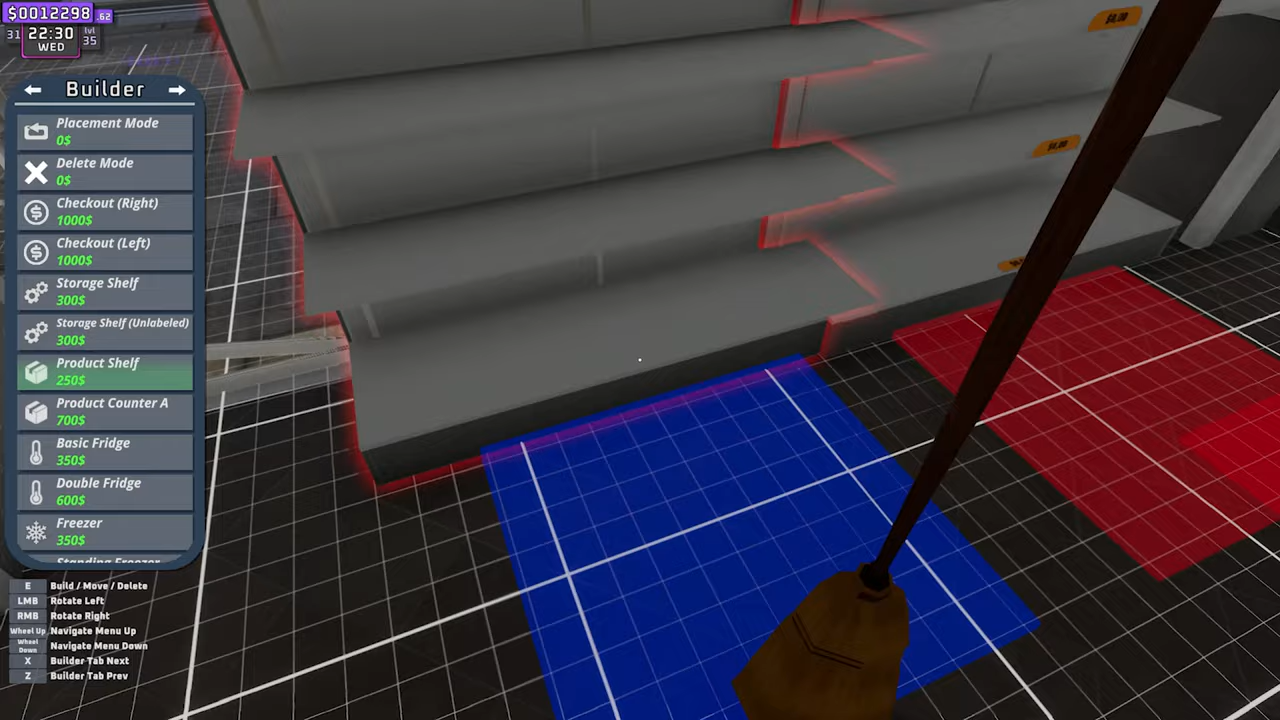 $0012298.62
31 22:30 lvl 35
WED
Builder
Placement Mode
0$
Delete Mode
0$
Checkout (Right)
1000$
Checkout (Left)
1000$
Storage Shelf
300$
Storage Shelf (Unlabeled)
300$
Product Shelf
250$
Product Counter A
700$
Basic Fridge
350$
Double Fridge
600$
Freezer
350$
Standing Freezer
E Build / Move / Delete
LMB Rotate Left
RMB Rotate Right
Wheel Up Navigate Menu Up
Wheel Down Navigate Menu Down
X Builder Tab Next
Z Builder Tab Prev